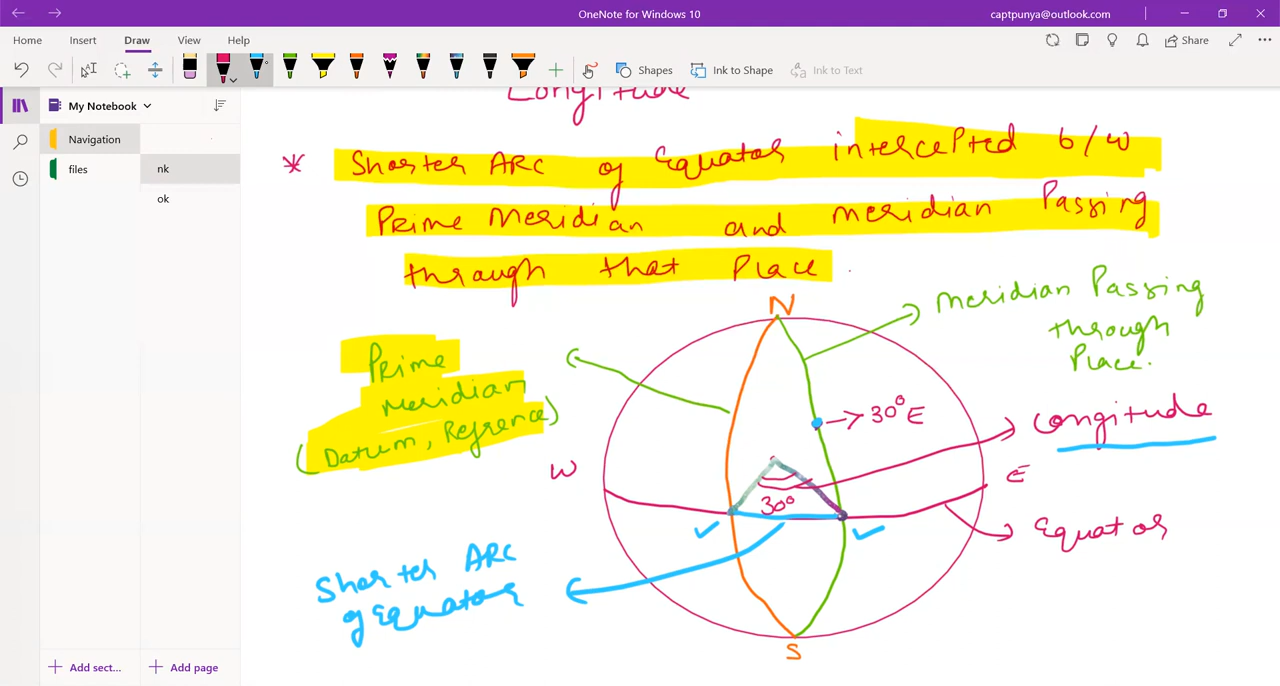 OneNote for Windows 10
captpunya@outlook.com
Home Insert Draw View Help
Share
Shapes
Ink to Shape
Ink to Text
My Notebook
Navigation
files
nk
ok
Longitude
* Shorter ARC of Equator intercepted b/w
Prime Meridian and meridian Passing
through that Place
N
Meridian Passing
through
Place.
Prime
Meridian
(Datum, Refrence)
30°E
Longitude
W
E
30°
Equator
Shorter ARC
of Equator
S
Add sect...
Add page